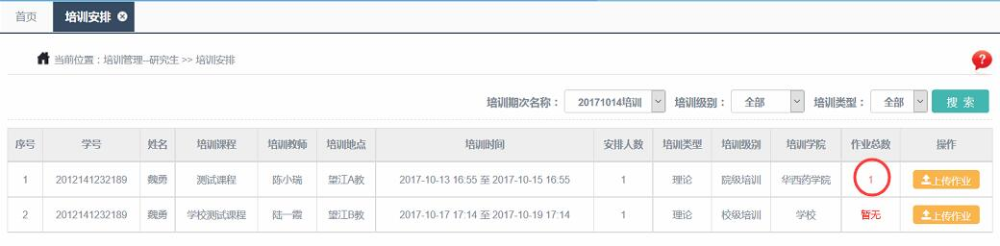 首页 培训安排
当前位置：培训管理--研究生 >> 培训安排
培训期次名称： 20171014培训 培训级别： 全部 培训类型： 全部 搜 索
序号 学号 姓名 培训课程 培训教师 培训地点 培训时间 安排人数 培训类型 培训级别 培训学院 作业总数 操作
1 2012141232189 魏勇 测试课程 陈小瑞 望江A教 2017-10-13 16:55 至 2017-10-15 16:55 1 理论 院级培训 华西药学院 1 上传作业
2 2012141232189 魏勇 学校测试课程 陆一霞 望江B教 2017-10-17 17:14 至 2017-10-19 17:14 1 理论 校级培训 学校 暂无 上传作业